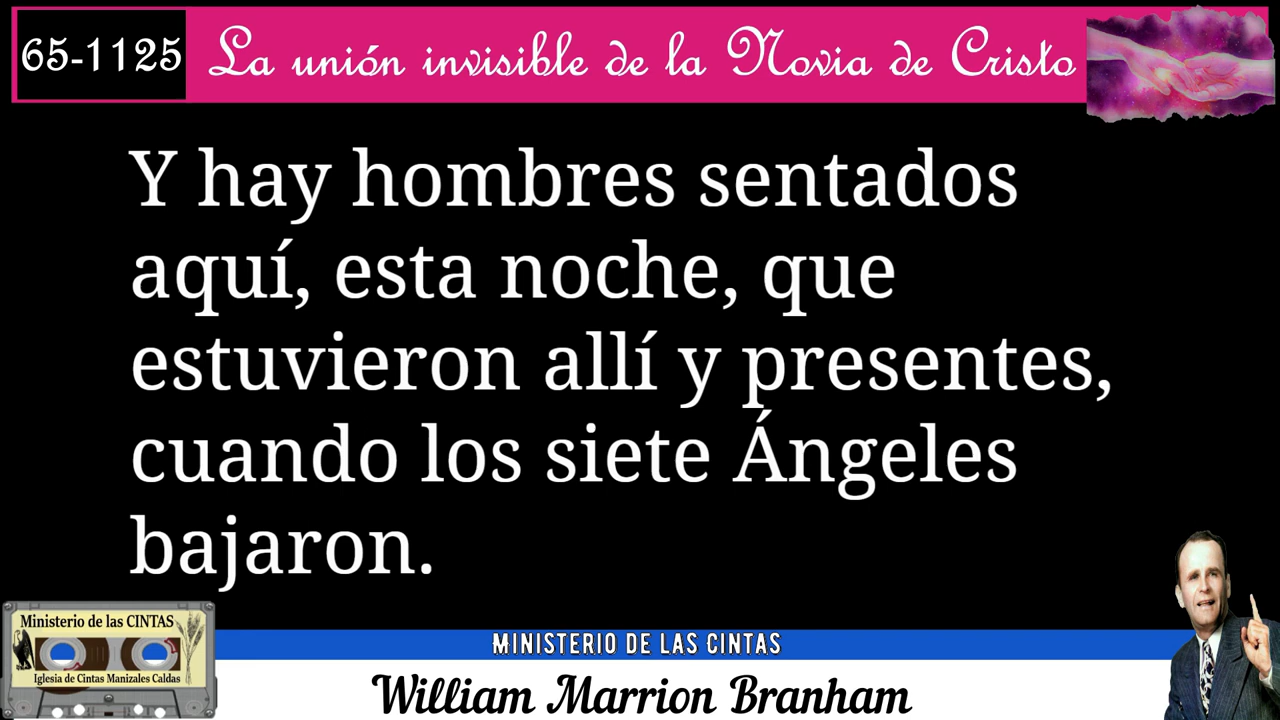 65-1125 La unión invisible de la Novia de Cristo
Y hay hombres sentados
aquí, esta noche, que
estuvieron allí y presentes,
cuando los siete Ángeles
bajaron.
Ministerio de las CINTAS
Iglesia de Cintas Manizales Caldas
MINISTERIO DE LAS CINTAS
William Marrion Branham